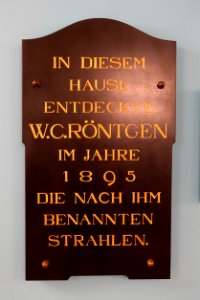 IN DIESEM
HAUSE
ENTDECKTE
W.C.RÖNTGEN
IM JAHRE
1895
DIE NACH IHM
BENANNTEN
STRAHLEN.